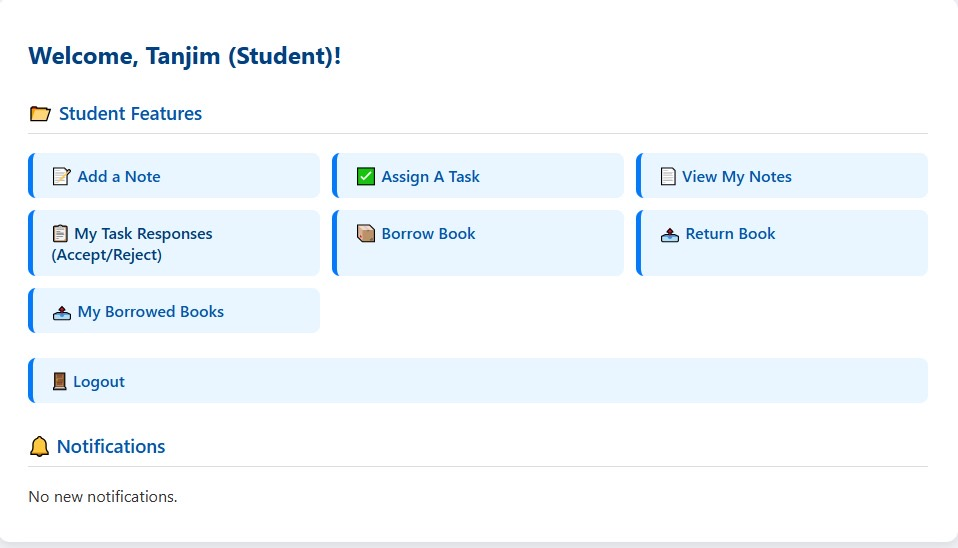 Welcome, Tanjim (Student)!
📂 Student Features
📝 Add a Note
✅ Assign A Task
📄 View My Notes
📋 My Task Responses
(Accept/Reject)
📦 Borrow Book
📤 Return Book
📤 My Borrowed Books
🚪 Logout
🔔 Notifications
No new notifications.